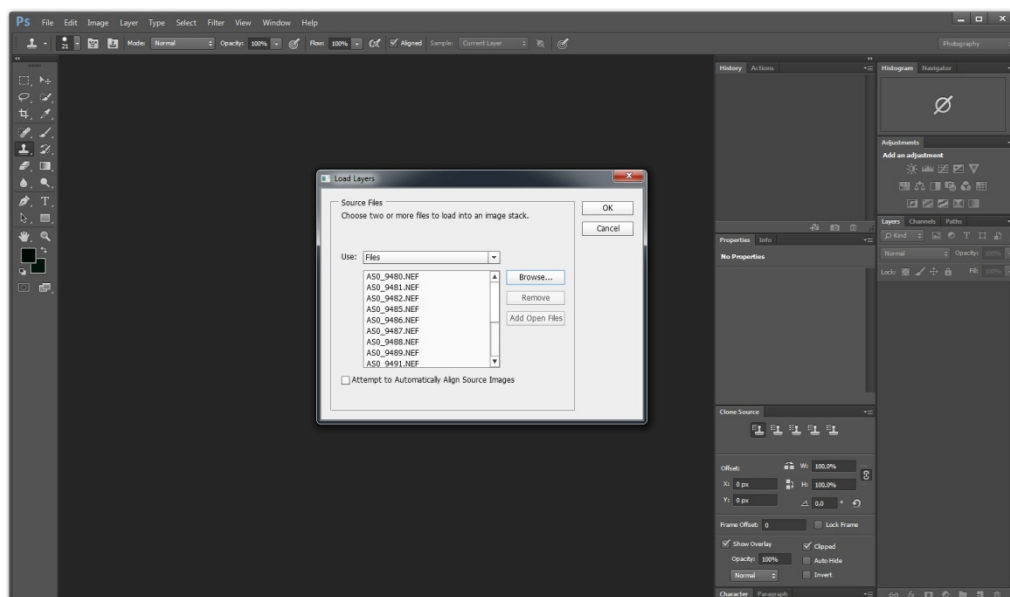 Ps File Edit Image Layer Type Select Filter View Window Help
21 Mode: Normal Opacity: 100% Flow: 100% Aligned Sample: Current Layer Photography
History Actions
Histogram Navigator
Adjustments
Add an adjustment
Load Layers
Source Files
Choose two or more files to load into an image stack.
OK
Cancel
Use: Files
AS0_9480.NEF
AS0_9481.NEF
AS0_9482.NEF
AS0_9485.NEF
AS0_9486.NEF
AS0_9487.NEF
AS0_9488.NEF
AS0_9489.NEF
AS0_9491.NEF
Browse...
Remove
Add Open Files
Attempt to Automatically Align Source Images
Layers Channels Paths
Kind
Normal Opacity: 100%
Lock: Fill: 100%
Properties Info
No Properties
Clone Source
Offset: W: 100.0%
X: 0 px H: 100.0%
Y: 0 px 0.0 °
Frame Offset: 0 Lock Frame
Show Overlay Clipped
Opacity: 100% Auto Hide
Normal Invert
Character Paragraph